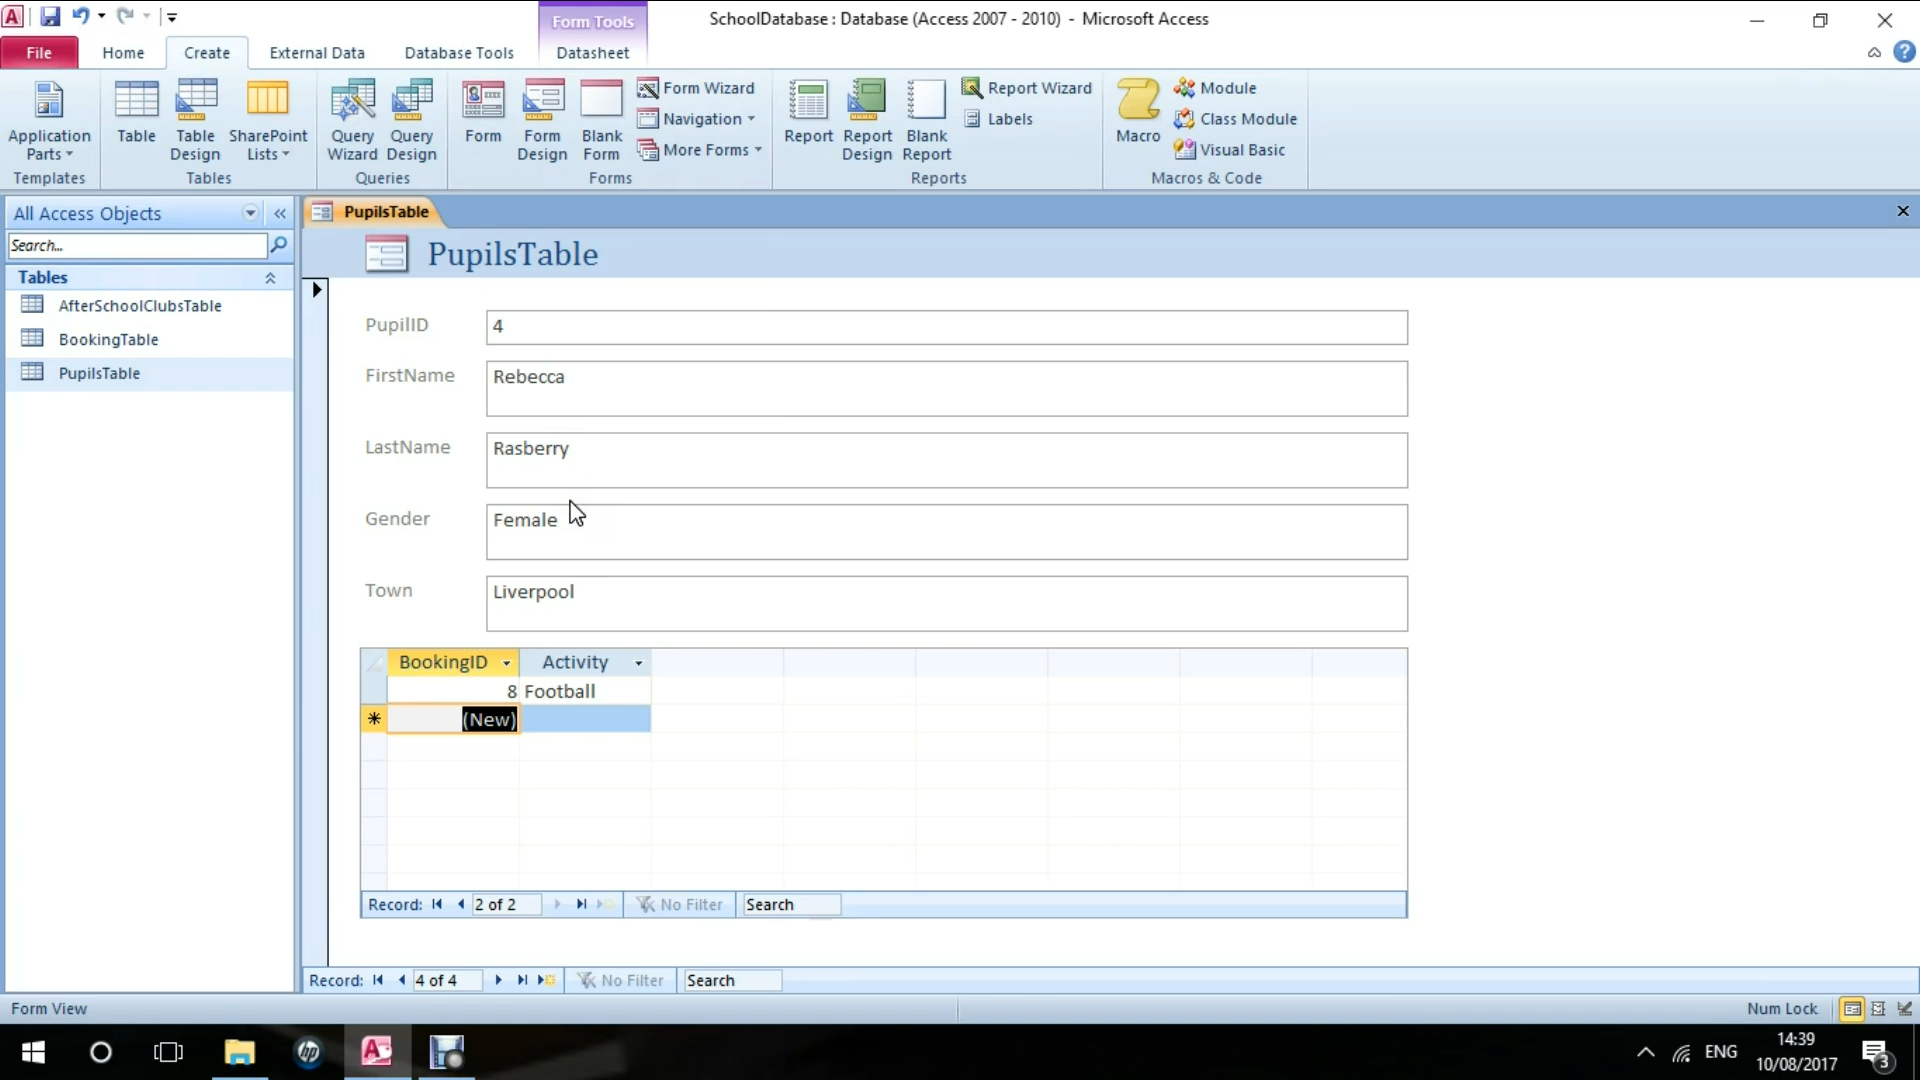 Form Tools
SchoolDatabase : Database (Access 2007 - 2010) - Microsoft Access
File Home Create External Data Database Tools Datasheet
Application Parts
Templates
Table
Table Design
SharePoint Lists
Tables
Query Wizard
Query Design
Queries
Form
Form Design
Blank Form
Form Wizard
Navigation
More Forms
Forms
Report
Report Design
Blank Report
Report Wizard
Labels
Reports
Macro
Module
Class Module
Visual Basic
Macros & Code
All Access Objects
Search...
Tables
AfterSchoolClubsTable
BookingTable
PupilsTable
PupilsTable
PupilsTable
PupilID 4
FirstName Rebecca
LastName Rasberry
Gender Female
Town Liverpool
BookingID Activity
8 Football
(New)
Record: 2 of 2 No Filter Search
Record: 4 of 4 No Filter Search
Form View Num Lock
hp
A
ENG
14:39
10/08/2017
3